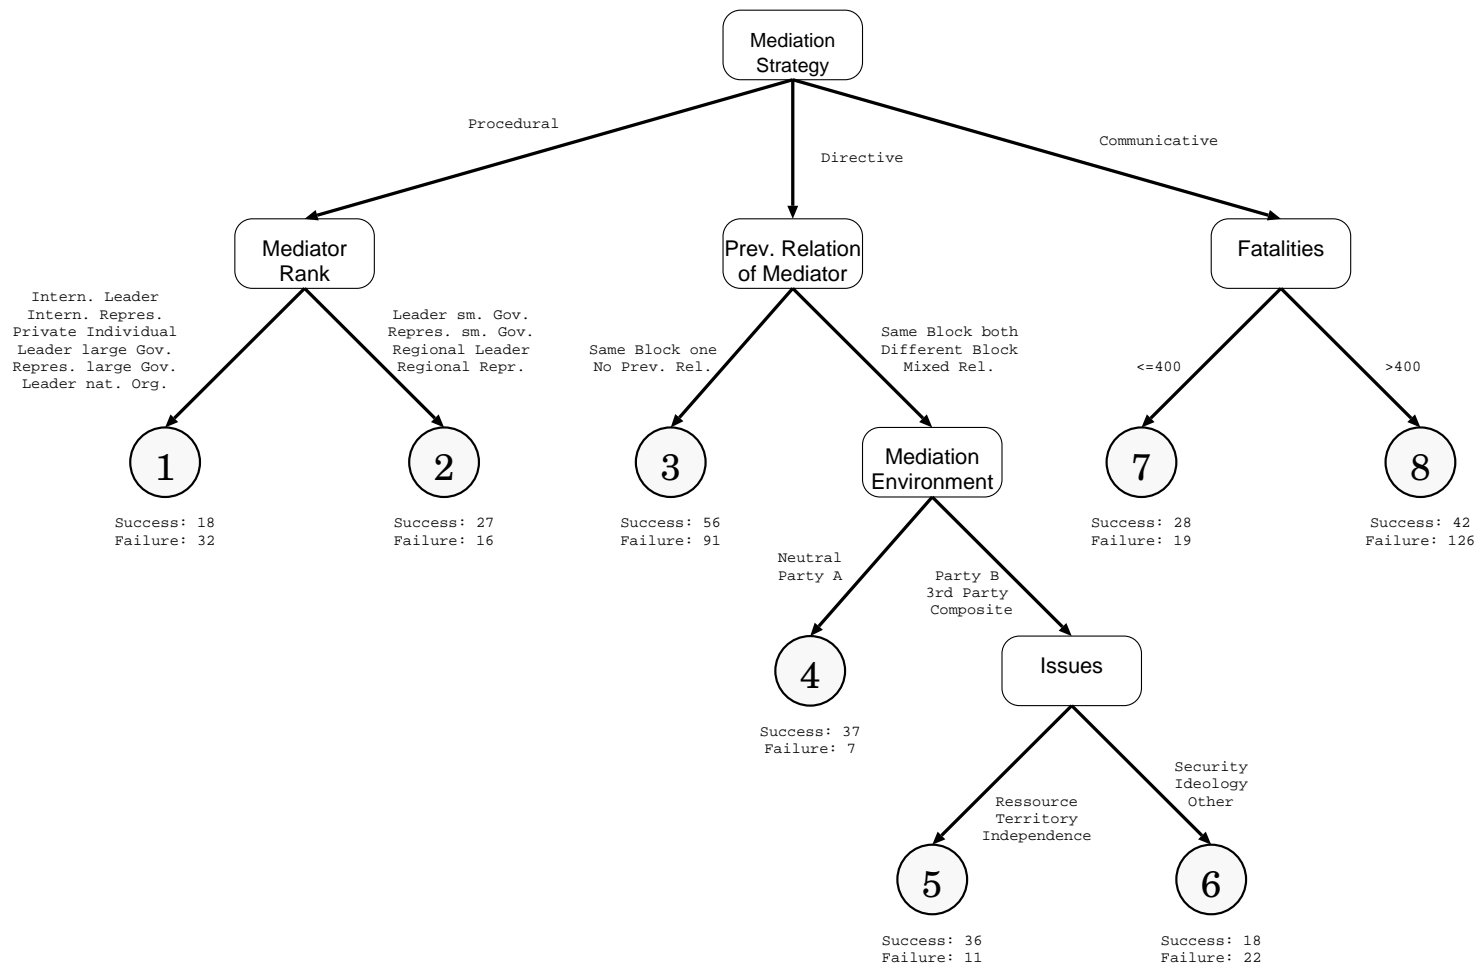 Mediation
Strategy
Procedural
Directive
Communicative
Mediator
Rank
Prev. Relation
of Mediator
Fatalities
Intern. Leader
Intern. Repres.
Private Individual
Leader large Gov.
Repres. large Gov.
Leader nat. Org.
Leader sm. Gov.
Repres. sm. Gov.
Regional Leader
Regional Repr.
Same Block one
No Prev. Rel.
Same Block both
Different Block
Mixed Rel.
<=400
>400
1
Success: 18
Failure: 32
2
Success: 27
Failure: 16
3
Success: 56
Failure: 91
Mediation
Environment
7
Success: 28
Failure: 19
8
Success: 42
Failure: 126
Neutral
Party A
Party B
3rd Party
Composite
4
Success: 37
Failure: 7
Issues
Ressource
Territory
Independence
Security
Ideology
Other
5
Success: 36
Failure: 11
6
Success: 18
Failure: 22